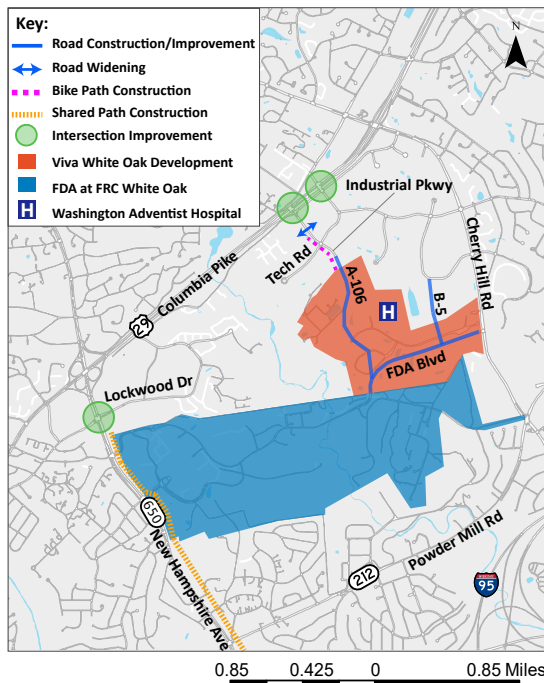 Key:
Road Construction/Improvement
Road Widening
Bike Path Construction
Shared Path Construction
Intersection Improvement
Viva White Oak Development
FDA at FRC White Oak
H Washington Adventist Hospital
N
Industrial Pkwy
Tech Rd
Cherry Hill Rd
Columbia Pike
29
A-106
B-5
H
FDA Blvd
Lockwood Dr
650
New Hampshire Ave
Powder Mill Rd
212
95
0.85 0.425 0 0.85 Miles